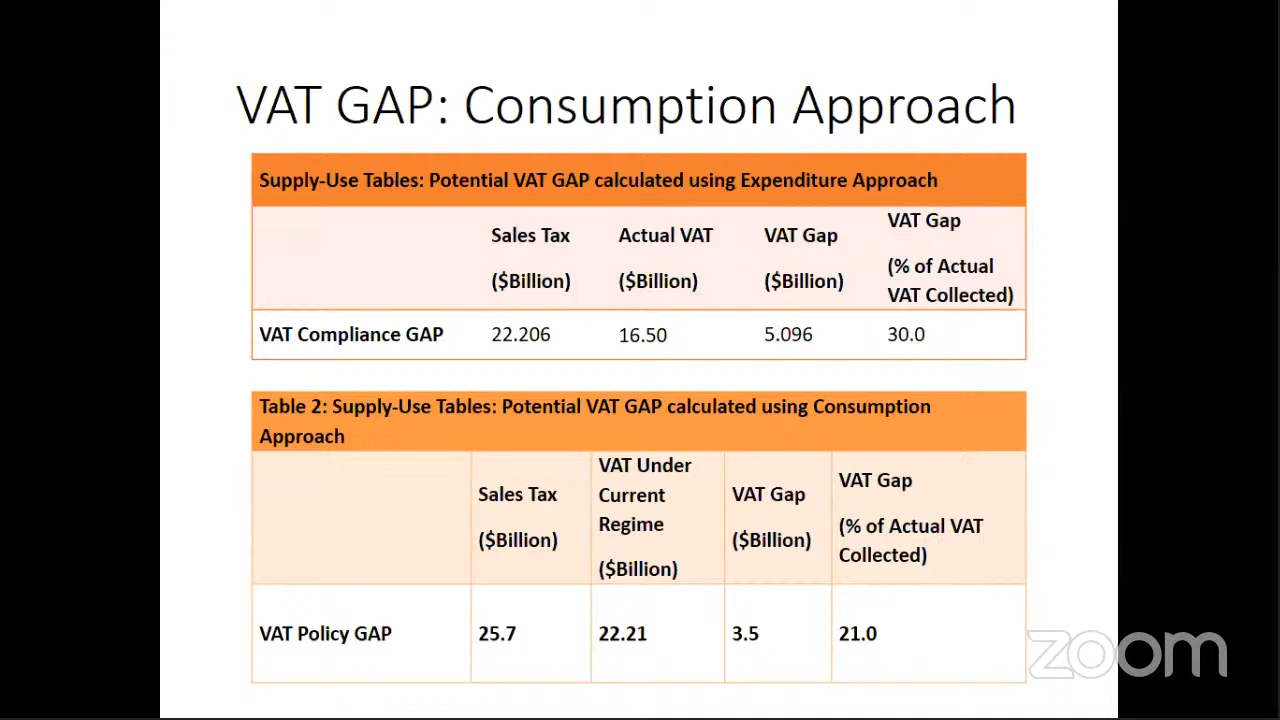 VAT GAP: Consumption Approach
Supply-Use Tables: Potential VAT GAP calculated using Expenditure Approach
Sales Tax
($Billion)
Actual VAT
($Billion)
VAT Gap
($Billion)
VAT Gap
(% of Actual
VAT Collected)
VAT Compliance GAP 22.206 16.50 5.096 30.0
Table 2: Supply-Use Tables: Potential VAT GAP calculated using Consumption
Approach
Sales Tax
($Billion)
VAT Under
Current
Regime
($Billion)
VAT Gap
($Billion)
VAT Gap
(% of Actual VAT
Collected)
VAT Policy GAP 25.7 22.21 3.5 21.0
zoom